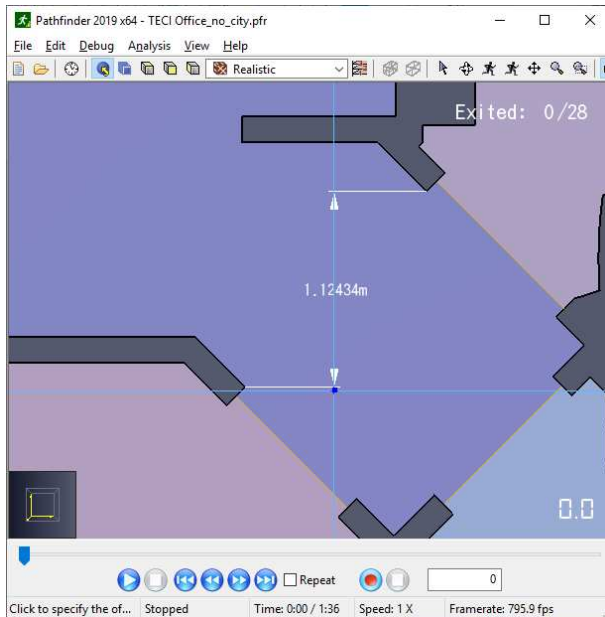 Pathfinder 2019 x64 - TECI Office_no_city.pfr
File Edit Debug Analysis View Help
Realistic
Exited: 0/28
1.12434m
0.0
Repeat
0
Click to specify the of... Stopped Time: 0:00 / 1:36 Speed: 1 X Framerate: 795.9 fps